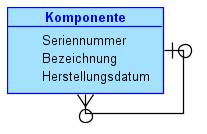 Komponente
Seriennummer
Bezeichnung
Herstellungsdatum